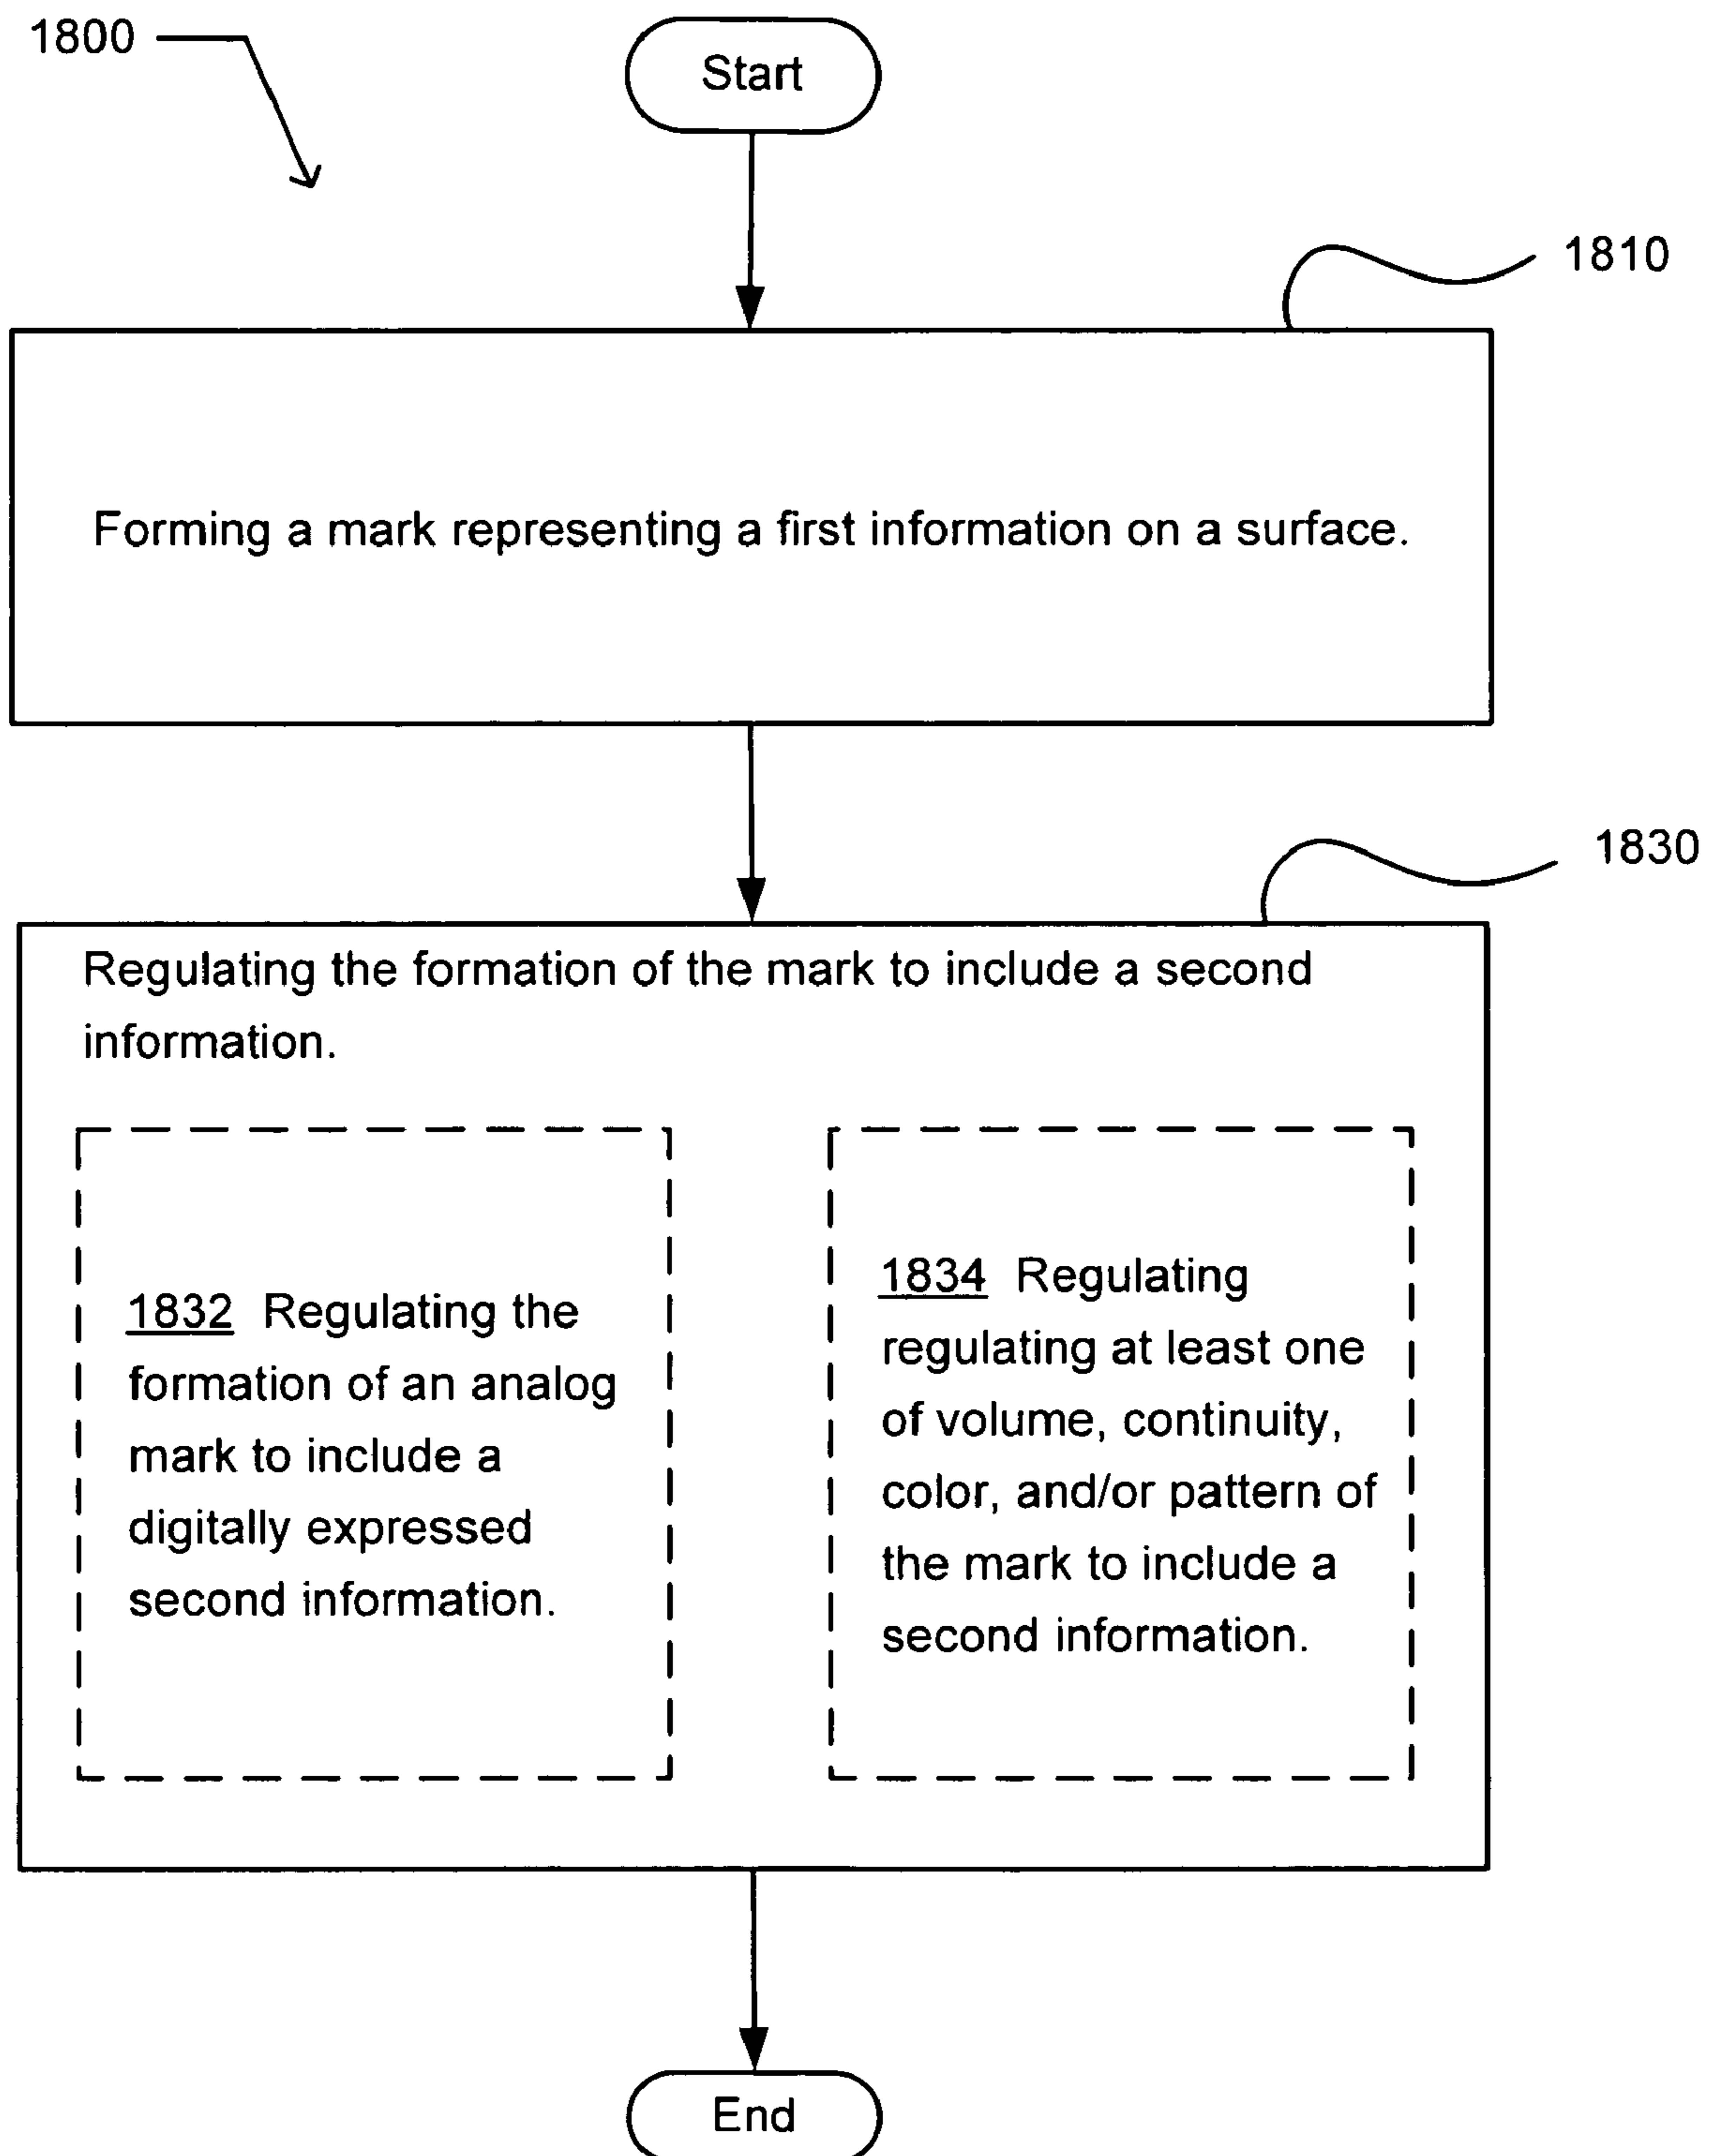 1800
Start
1810
Forming a mark representing a first information on a surface.
1830
Regulating the formation of the mark to include a second
information.
1832 Regulating the
formation of an analog
mark to include a
digitally expressed
second information.
1834 Regulating
regulating at least one
of volume, continuity,
color, and/or pattern of
the mark to include a
second information.
End